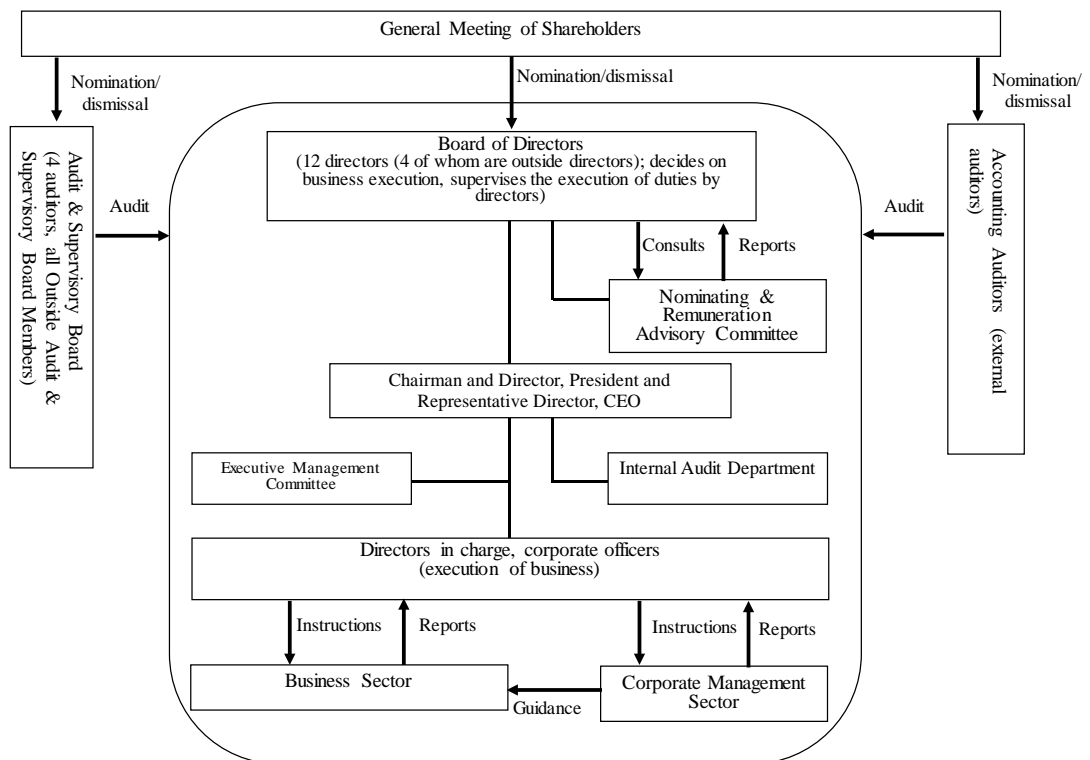 General Meeting of Shareholders
Nomination/
dismissal
Nomination/dismissal
Nomination/
dismissal
Board of Directors
(12 directors (4 of whom are outside directors); decides on
business execution, supervises the execution of duties by
directors)
Audit & Supervisory Board
(4 auditors, all Outside Audit &
Supervisory Board Members)
Audit
Accounting Auditors (external
auditors)
Audit
Consults
Reports
Nominating &
Remuneration
Advisory Committee
Chairman and Director, President and
Representative Director, CEO
Executive Management
Committee
Internal Audit Department
Directors in charge, corporate officers
(execution of business)
Instructions
Reports
Instructions
Reports
Business Sector
Guidance
Corporate Management
Sector